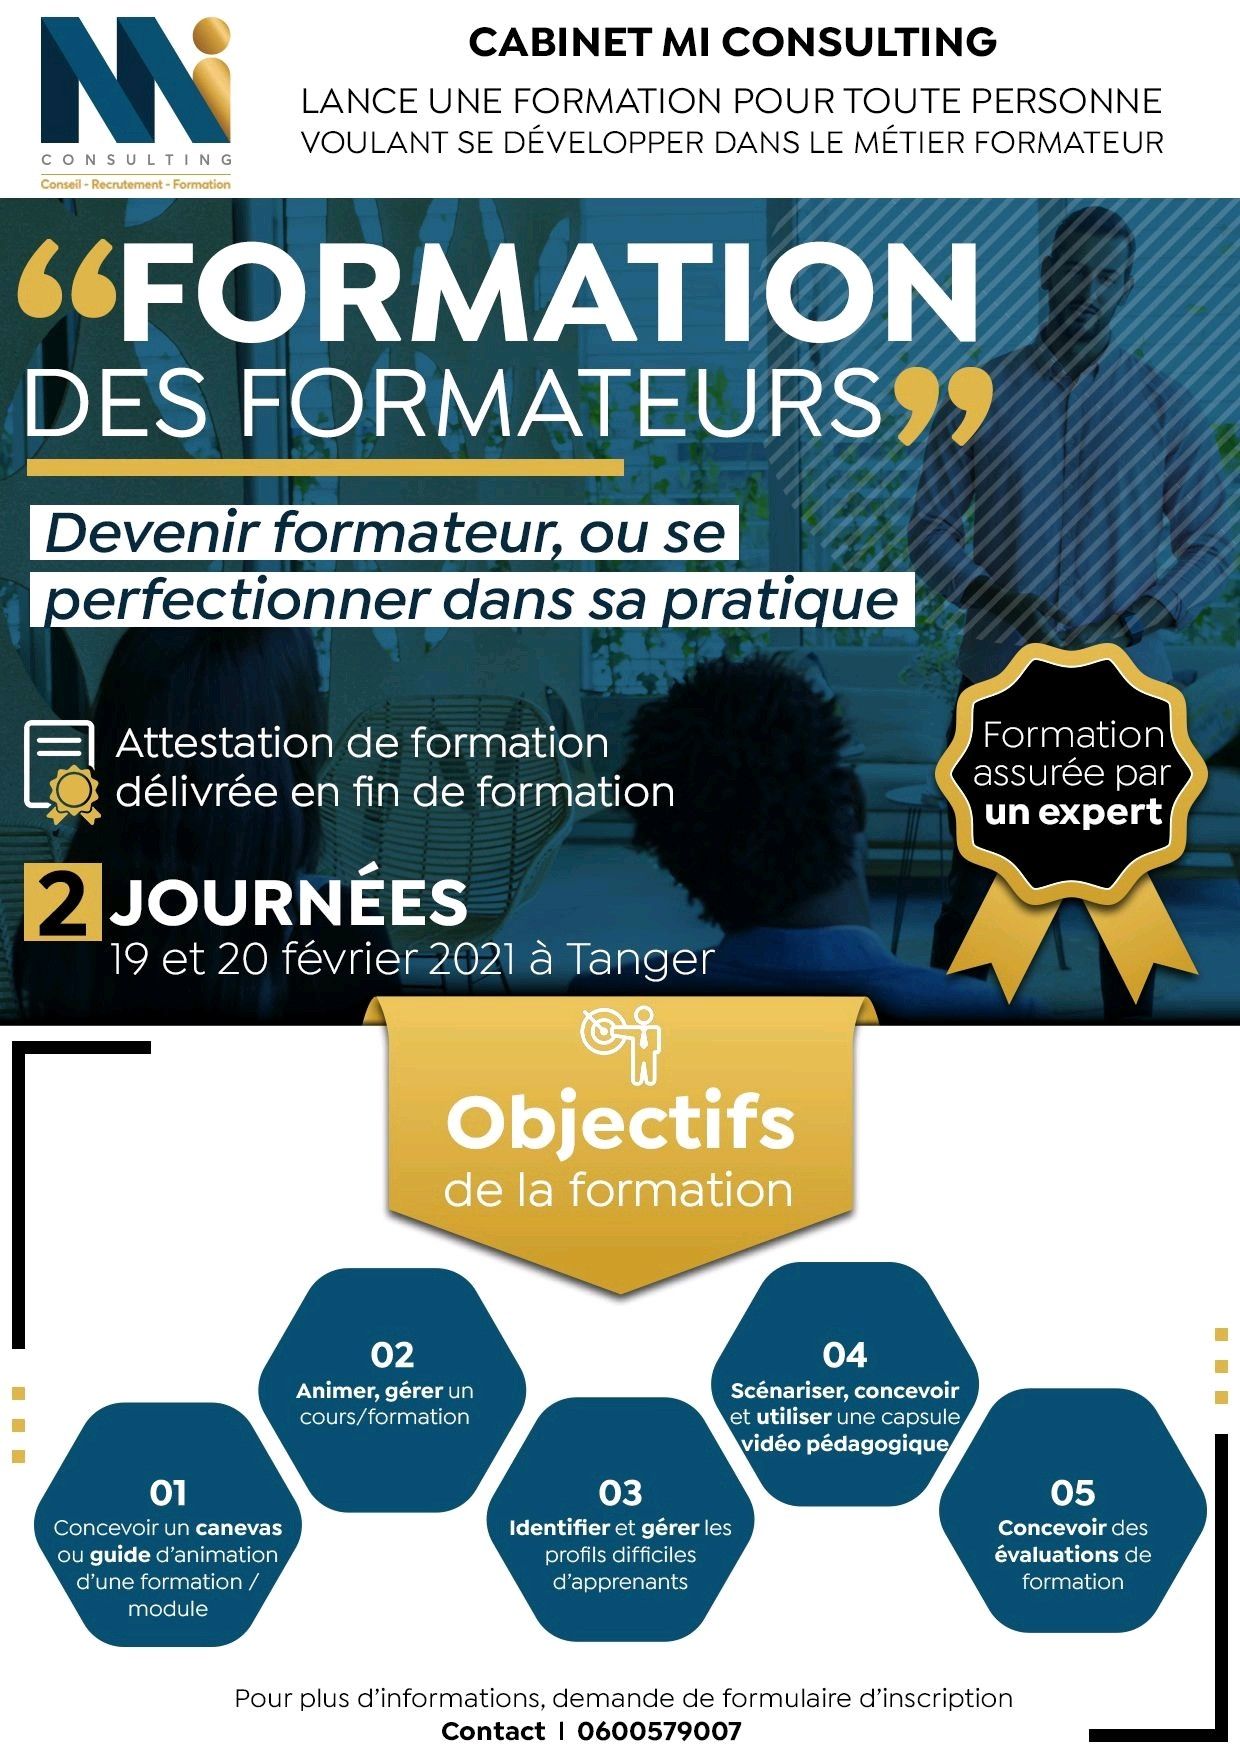 Mi
CONSULTING
Conseil - Recrutement - Formation
CABINET MI CONSULTING
LANCE UNE FORMATION POUR TOUTE PERSONNE
VOULANT SE DÉVELOPPER DANS LE MÉTIER FORMATEUR
“FORMATION
DES FORMATEURS”
Devenir formateur, ou se
perfectionner dans sa pratique
Attestation de formation
délivrée en fin de formation
Formation
assurée par
un expert
2 JOURNÉES
19 et 20 février 2021 à Tanger
Objectifs
de la formation
01
Concevoir un canevas
ou guide d’animation
d’une formation /
module
02
Animer, gérer un
cours/formation
03
Identifier et gérer les
profils difficiles
d’apprenants
04
Scénariser, concevoir
et utiliser une capsule
vidéo pédagogique
05
Concevoir des
évaluations de
formation
Pour plus d’informations, demande de formulaire d’inscription
Contact | 0600579007